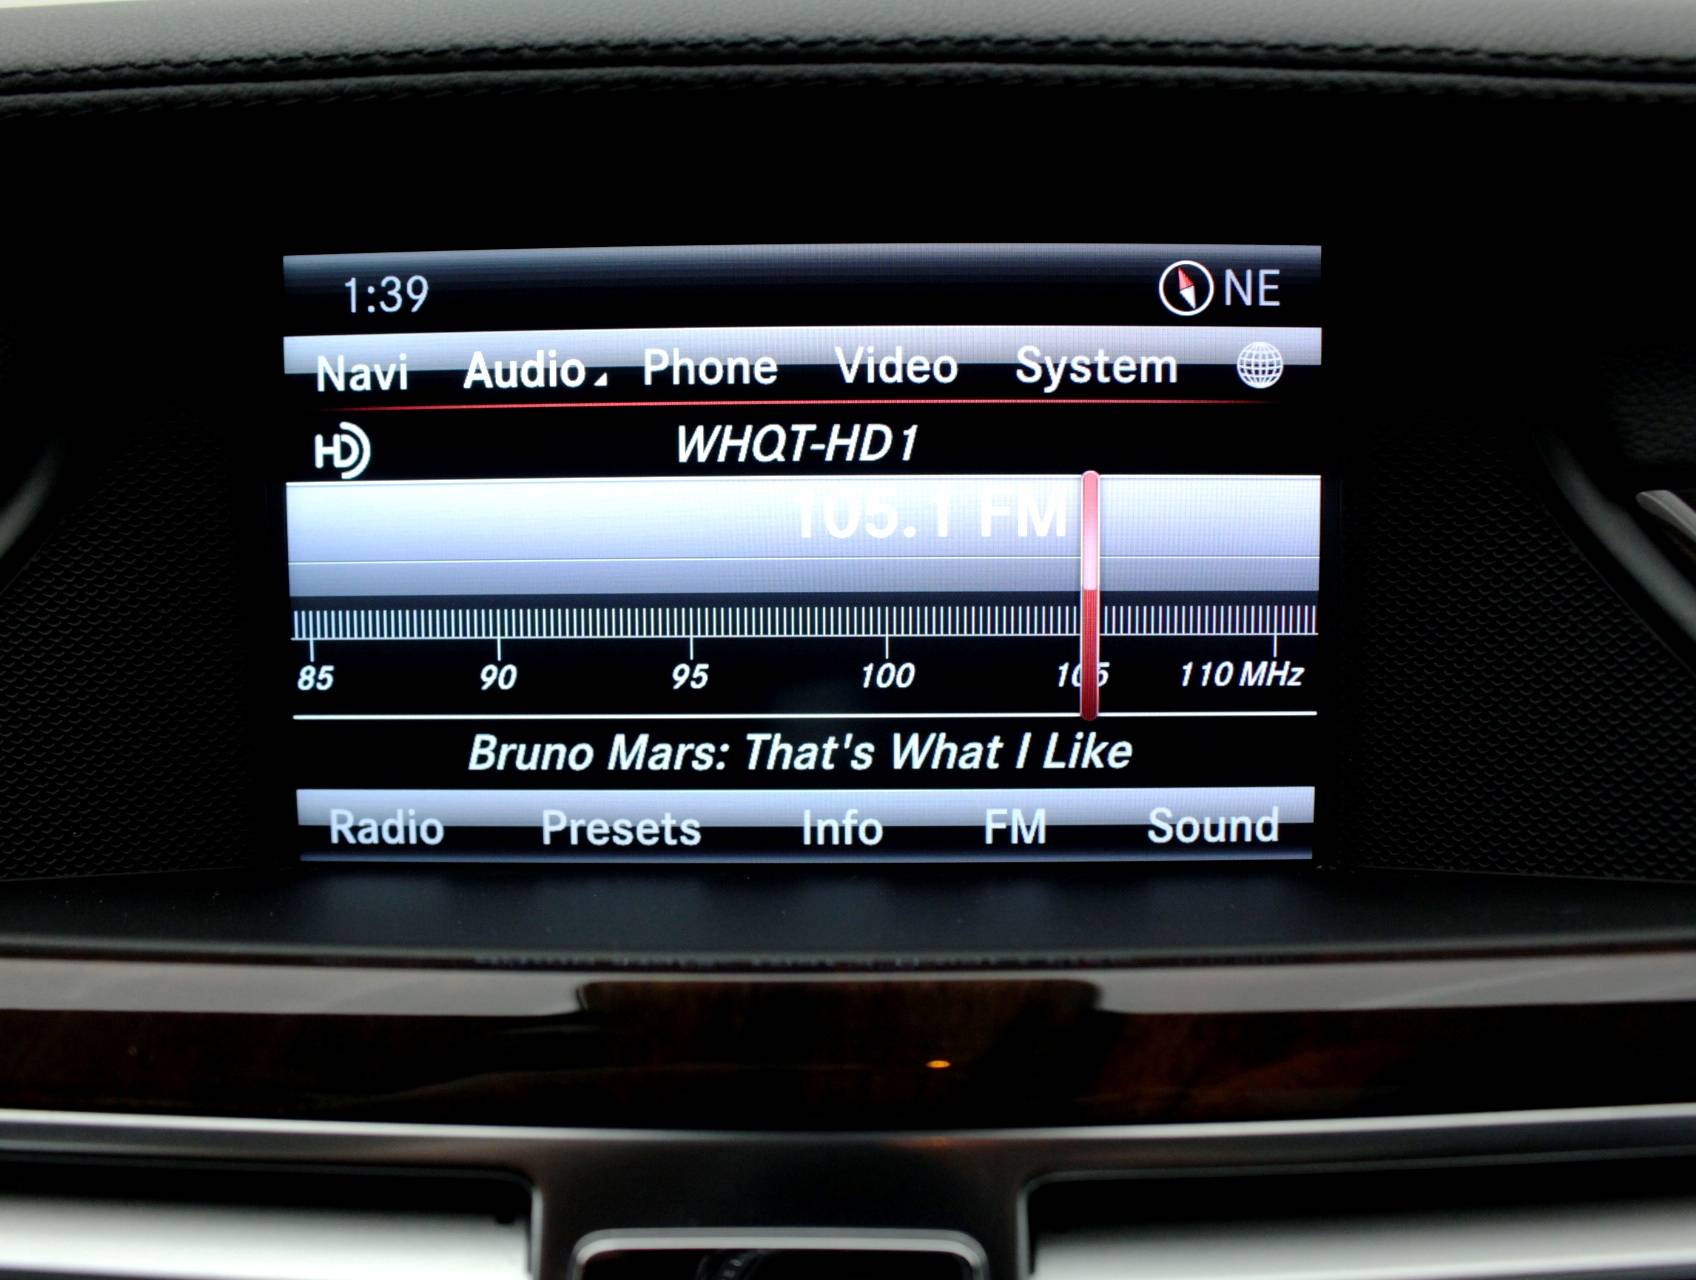 1:39 NE
Navi Audio Phone Video System
HD WHQT-HD1
105.1 FM
85 90 95 100 105 110 MHz
Bruno Mars: That's What I Like
Radio Presets Info FM Sound